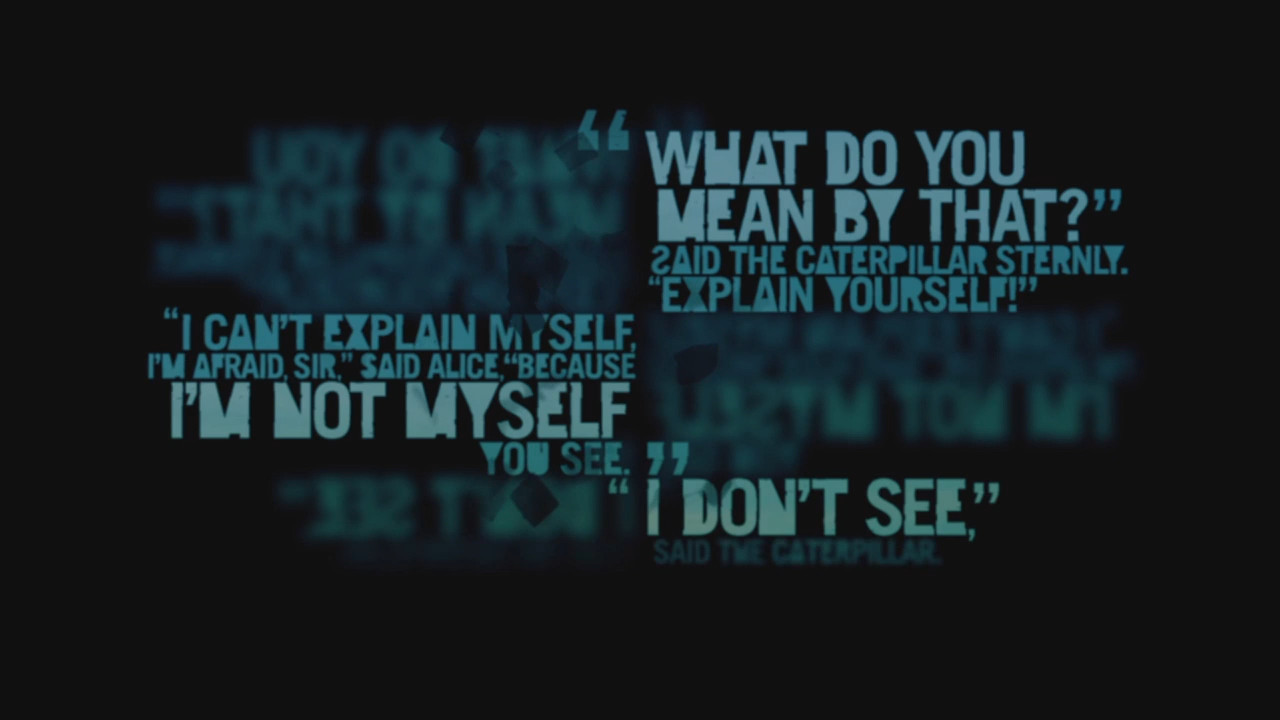 “WHAT DO YOU
MEAN BY THAT?”
SAID THE CATERPILLAR STERNLY.
“EXPLAIN YOURSELF!”
“I CAN’T EXPLAIN MYSELF,
I’M AFRAID, SIR,” SAID ALICE, “BECAUSE
I’M NOT MYSELF
YOU SEE.”
“I DON’T SEE,”
SAID THE CATERPILLAR.